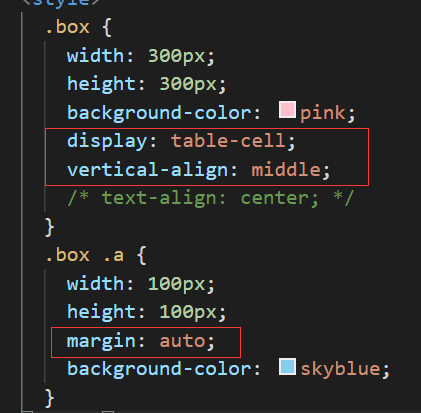 <style>
.box {
width: 300px;
height: 300px;
background-color: pink;
display: table-cell;
vertical-align: middle;
/* text-align: center; */
}
.box .a {
width: 100px;
height: 100px;
margin: auto;
background-color: skyblue;
}